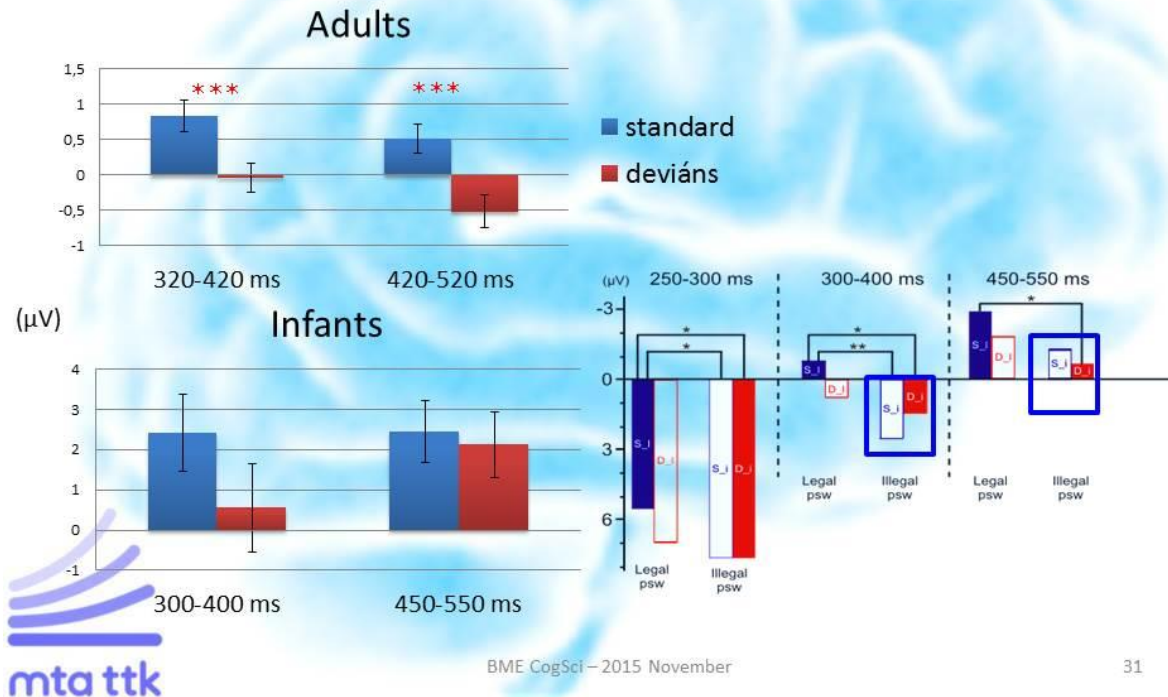 Adults
1,5
1
0,5
0
-0,5
-1
*** ***
320-420 ms 420-520 ms
standard
deviáns
(µV)
Infants
4
3
2
1
0
-1
300-400 ms 450-550 ms
(µV) 250-300 ms 300-400 ms 450-550 ms
-3
0
3
6
* * *
* **
S_i D_i S_i D_i
S_i D_i S_i D_i
S_i D_i S_i D_i
Legal psw Illegal psw
Legal psw Illegal psw
Legal psw Illegal psw
mta ttk
BME CogSci – 2015 November
31